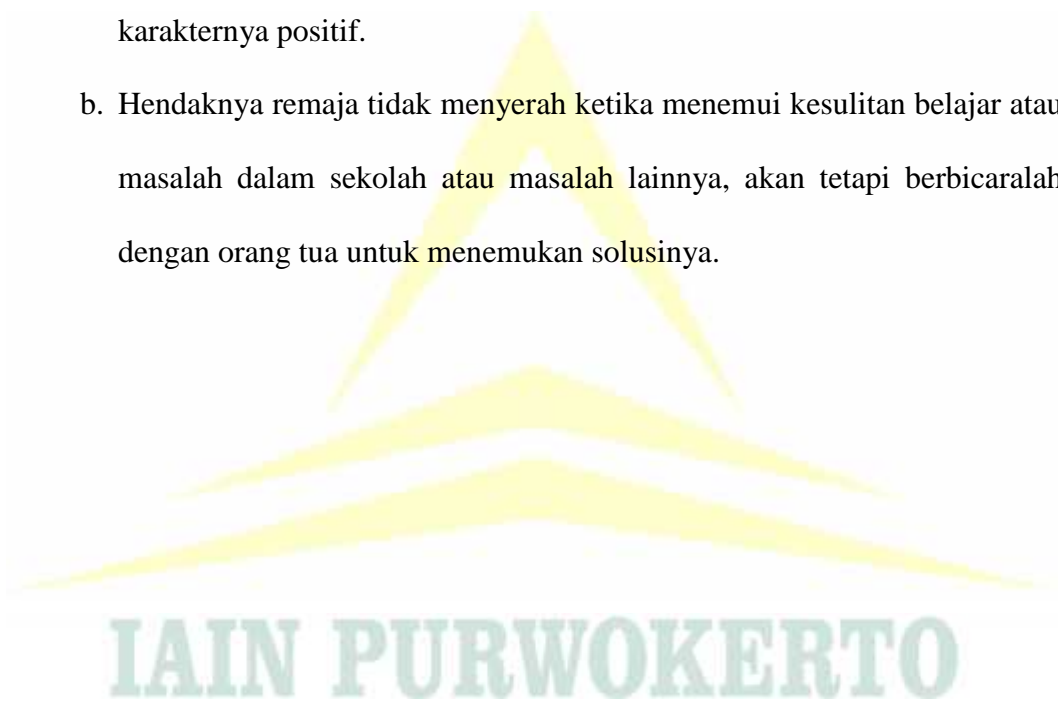 karakternya positif.
b. Hendaknya remaja tidak menyerah ketika menemui kesulitan belajar atau
masalah dalam sekolah atau masalah lainnya, akan tetapi berbicaralah
dengan orang tua untuk menemukan solusinya.
IAIN PURWOKERTO